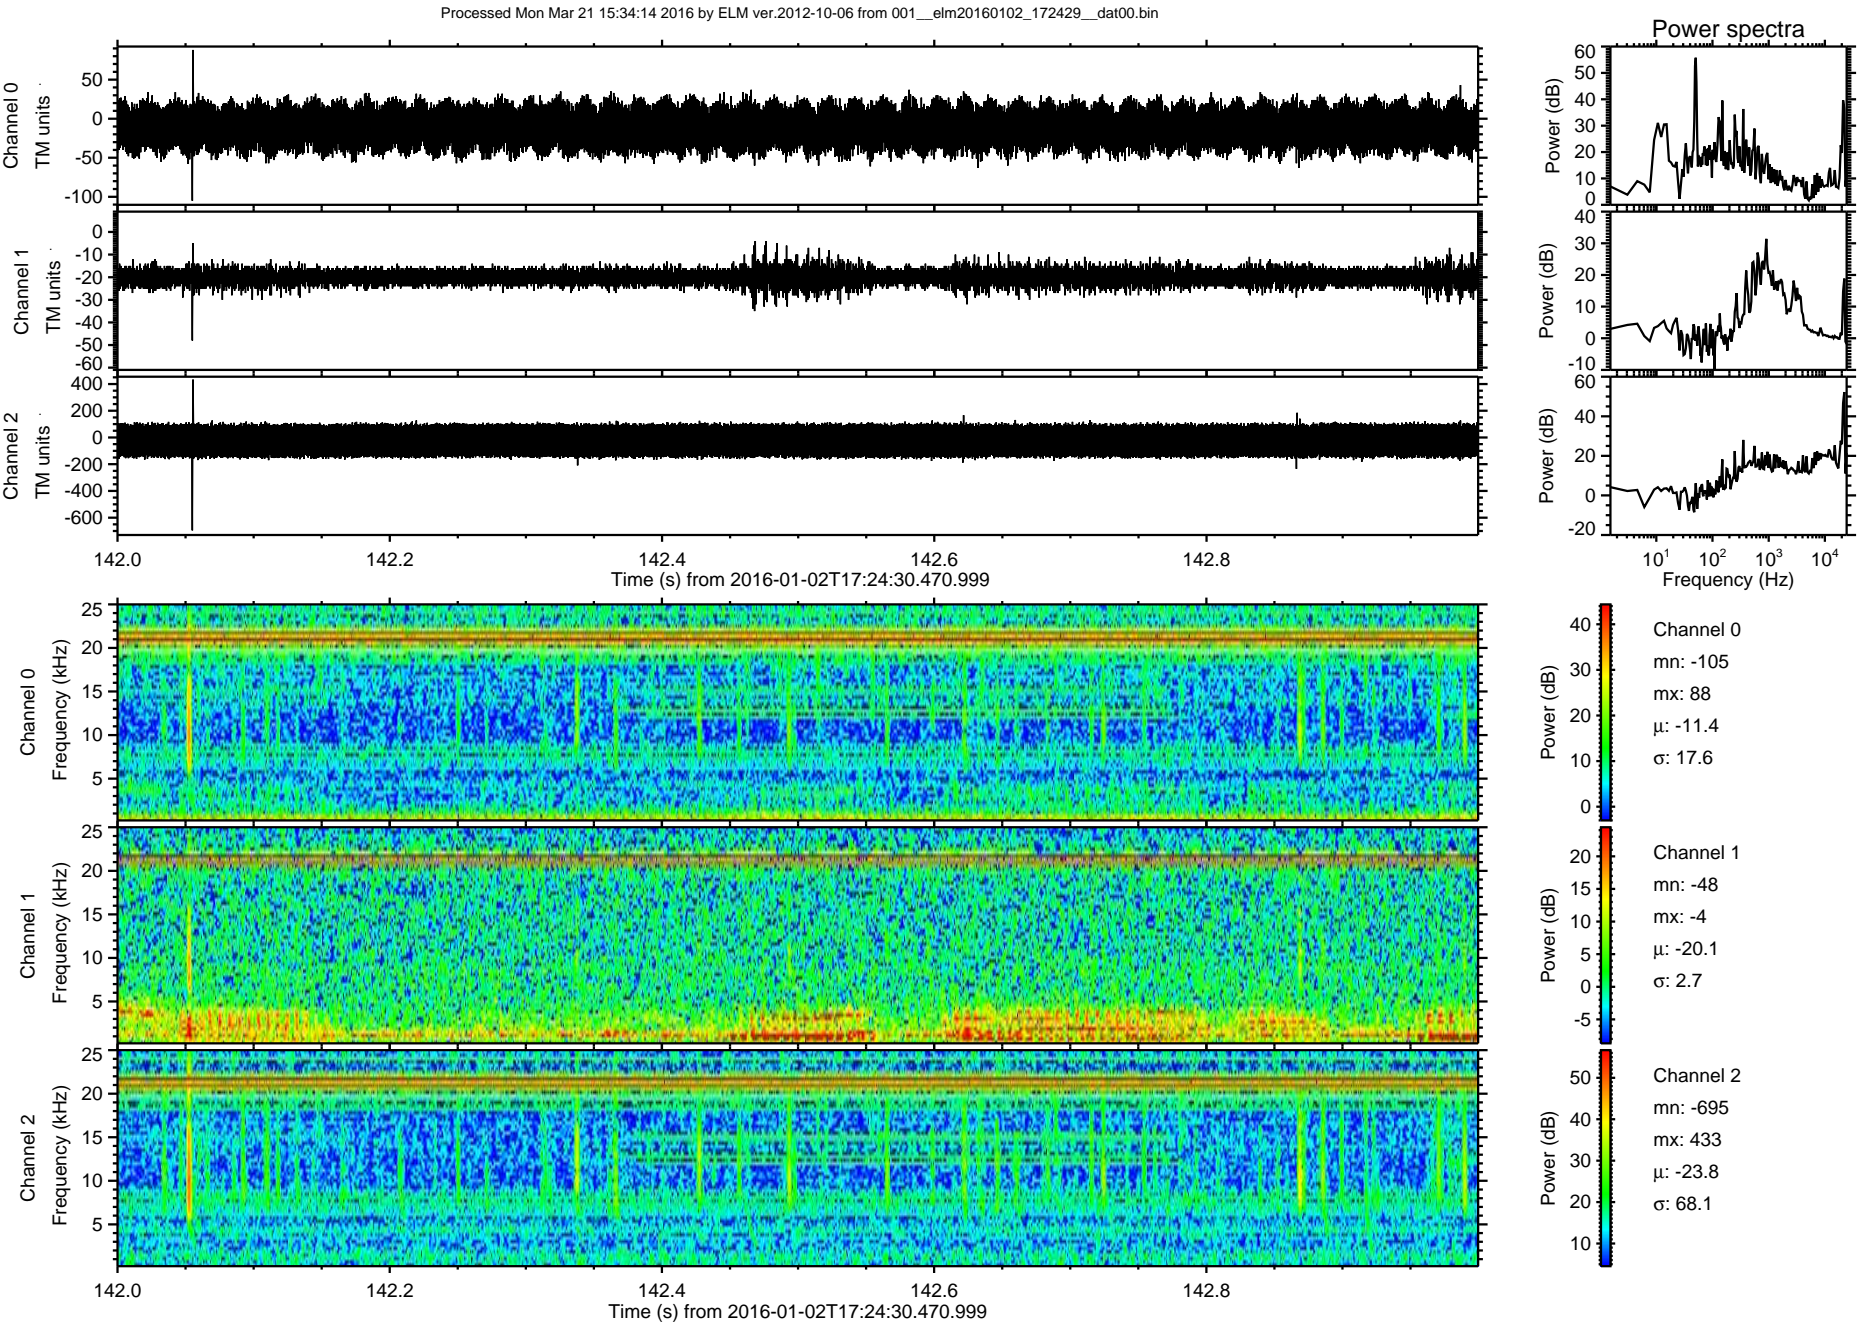 Processed Mon Mar 21 15:34:14 2016 by ELM ver.2012-10-06 from 001__elm20160102_172429__dat00.bin
Power spectra
Channel 0
TM units
50
0
-50
-100
Power (dB)
60
50
40
30
20
10
0
Channel 1
TM units
0
-10
-20
-30
-40
-50
-60
Power (dB)
40
30
20
10
0
-10
Channel 2
TM units
400
200
0
-200
-400
-600
Power (dB)
60
40
20
0
-20
142.0 142.2 142.4 142.6 142.8
Time (s) from 2016-01-02T17:24:30.470.999
10¹ 10² 10³ 10⁴
Frequency (Hz)
Channel 0
Frequency (kHz)
25
20
15
10
5
Power (dB)
40
30
20
10
0
Channel 0
mn: -105
mx: 88
μ: -11.4
σ: 17.6
Channel 1
Frequency (kHz)
25
20
15
10
5
Power (dB)
20
15
10
5
0
-5
Channel 1
mn: -48
mx: -4
μ: -20.1
σ: 2.7
Channel 2
Frequency (kHz)
25
20
15
10
5
Power (dB)
50
40
30
20
10
Channel 2
mn: -695
mx: 433
μ: -23.8
σ: 68.1
142.0 142.2 142.4 142.6 142.8
Time (s) from 2016-01-02T17:24:30.470.999